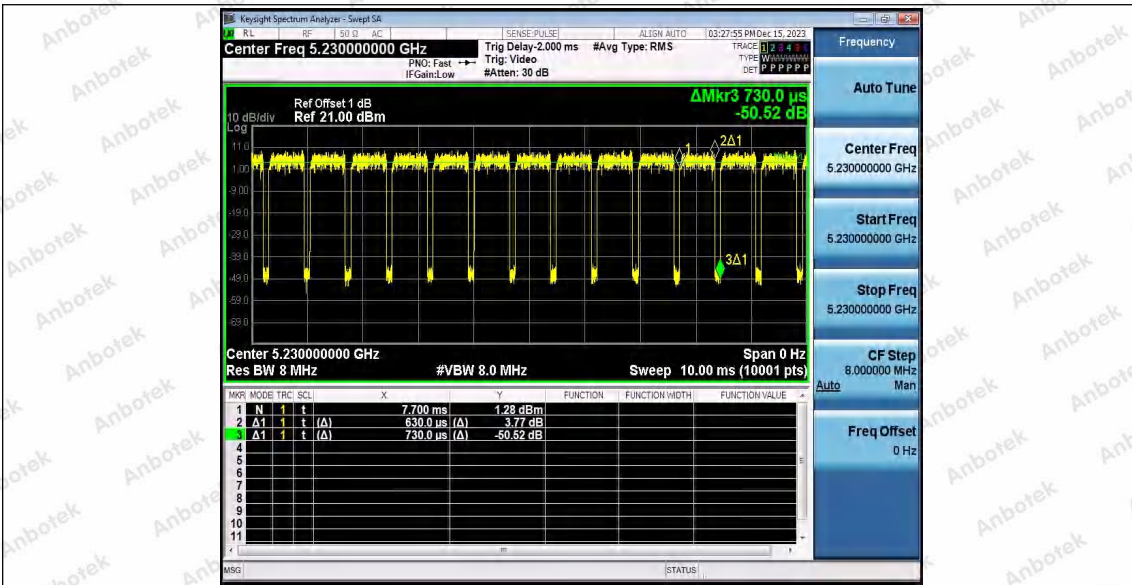 Keysight Spectrum Analyzer - Swept SA
RL RF 50 Ω AC SENSE:PULSE ALIGN AUTO 03:27:55 PM Dec 15, 2023
Center Freq 5.230000000 GHz
PNO: Fast
IFGain:Low
Trig Delay-2.000 ms
Trig: Video
#Atten: 30 dB
#Avg Type: RMS
TRACE 1 2 3 4 5 6
TYPE W
DET P P P P P P
ΔMkr3 730.0 µs
-50.52 dB
Ref Offset 1 dB
10 dB/div Ref 21.00 dBm
Log
11.0
1.00
-9.00
-19.0
-29.0
-39.0
-49.0
-59.0
-69.0
1
2Δ1
3Δ1
Center 5.230000000 GHz Span 0 Hz
Res BW 8 MHz #VBW 8.0 MHz Sweep 10.00 ms (10001 pts)
MKR MODE TRC SCL X Y FUNCTION FUNCTION WIDTH FUNCTION VALUE
1 N 1 t 7.700 ms 1.28 dBm
2 Δ1 1 t (Δ) 630.0 µs (Δ) 3.77 dB
3 Δ1 1 t (Δ) 730.0 µs (Δ) -50.52 dB
4
5
6
7
8
9
10
11
MSG STATUS
Frequency
Auto Tune
Center Freq
5.230000000 GHz
Start Freq
5.230000000 GHz
Stop Freq
5.230000000 GHz
CF Step
8.000000 MHz
Auto Man
Freq Offset
0 Hz
Anbotek